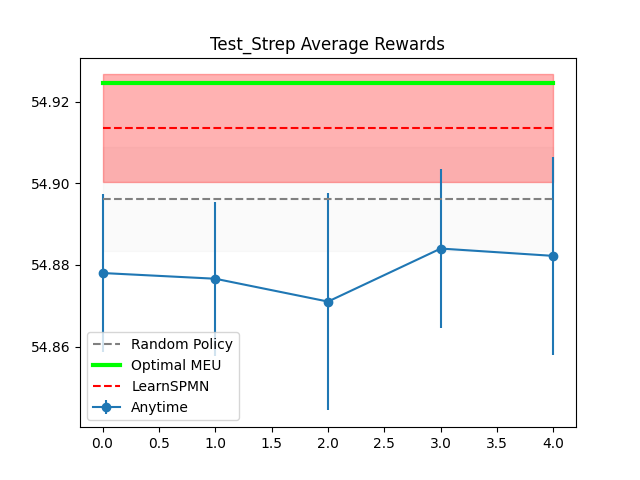 Test_Strep Average Rewards
54.92
54.90
54.88
54.86
Random Policy
Optimal MEU
LearnSPMN
Anytime
0.0 0.5 1.0 1.5 2.0 2.5 3.0 3.5 4.0